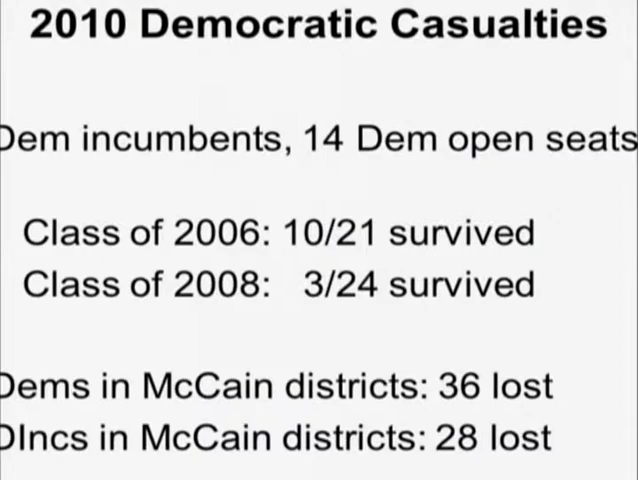 2010 Democratic Casualties
Dem incumbents, 14 Dem open seats
Class of 2006: 10/21 survived
Class of 2008: 3/24 survived
Dems in McCain districts: 36 lost
DIncs in McCain districts: 28 lost